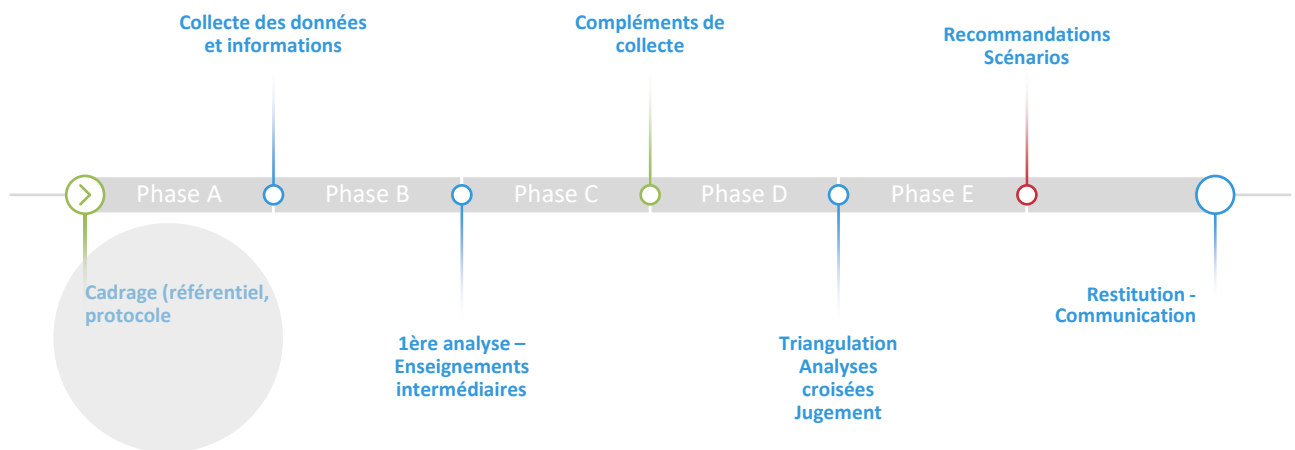 Collecte des données
et informations
Compléments de
collecte
Recommandations
Scénarios
Phase A
Phase B
Phase C
Phase D
Phase E
Cadrage (référentiel,
protocole
1ère analyse –
Enseignements
intermédiaires
Triangulation
Analyses
croisées
Jugement
Restitution -
Communication